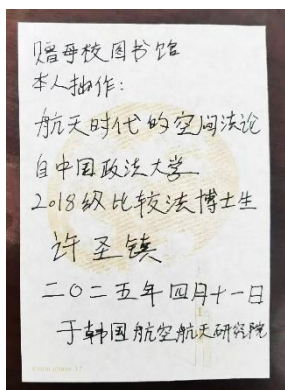 赠母校图书馆
本人拙作：
航天时代的空间法论
自中国政法大学
2018级比较法博士生
许圣镇
二〇二五年四月十一日
于韩国航空航天研究院